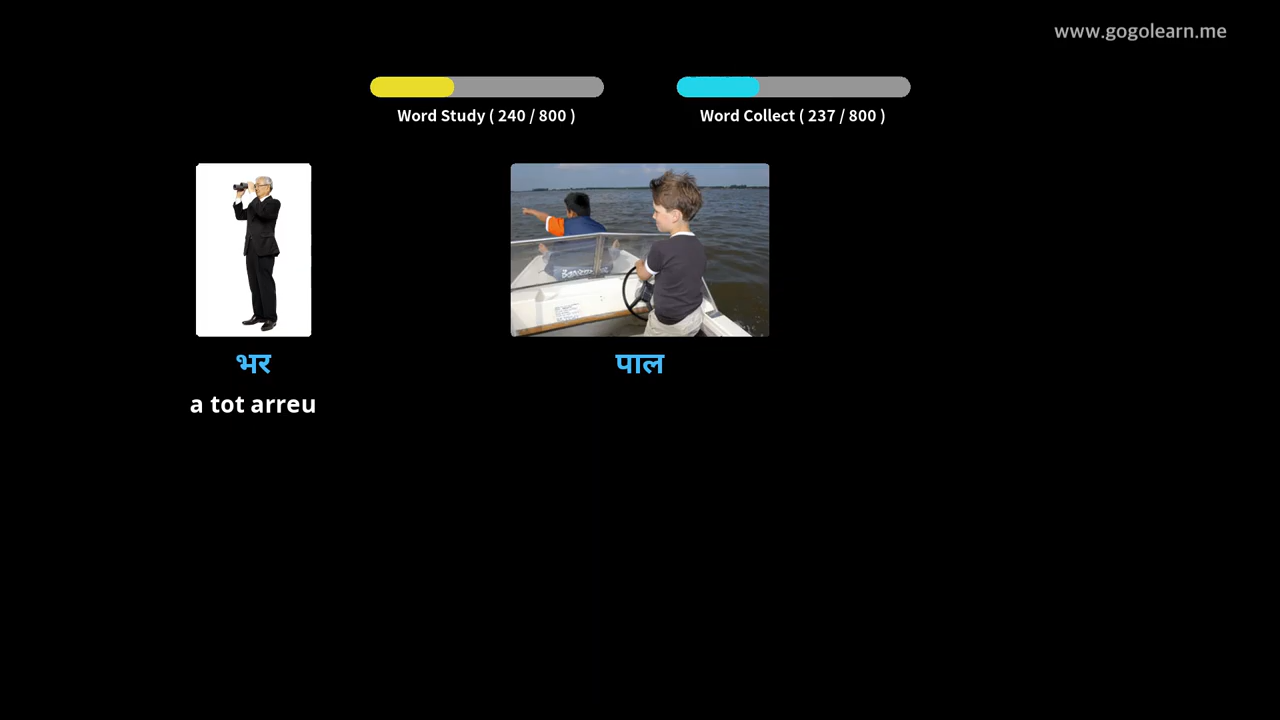 www.gogolearn.me
Word Study ( 240 / 800 )
Word Collect ( 237 / 800 )
भर
पाल
a tot arreu